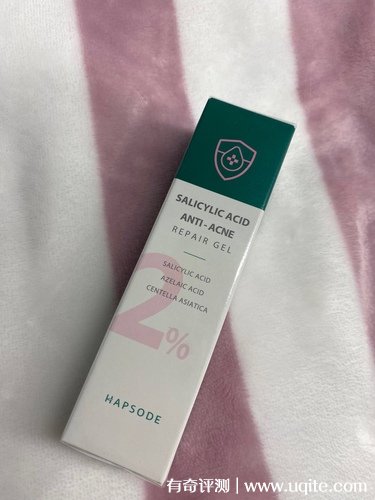 SALICYLIC ACID
ANTI-ACNE
REPAIR GEL
SALICYLIC ACID
AZELAIC ACID
CENTELLA ASIATICA
2%
HAPSODE
有奇评测 | www.uqite.com